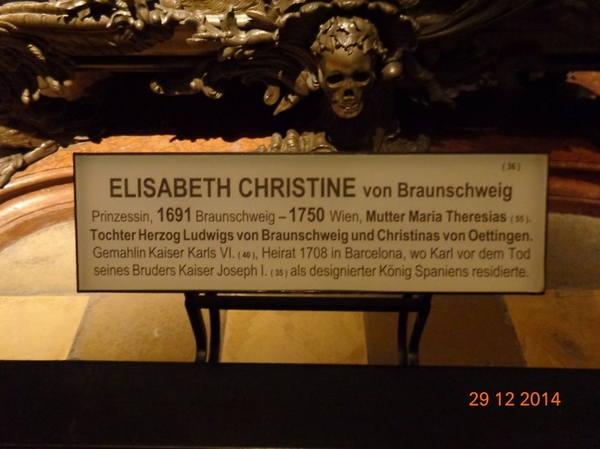 ( 36 )
ELISABETH CHRISTINE von Braunschweig
Prinzessin, 1691 Braunschweig – 1750 Wien, Mutter Maria Theresias ( 55 ),
Tochter Herzog Ludwigs von Braunschweig und Christinas von Oettingen.
Gemahlin Kaiser Karls VI. ( 40 ), Heirat 1708 in Barcelona, wo Karl vor dem Tod
seines Bruders Kaiser Joseph I. ( 35 ) als designierter König Spaniens residierte.
29 12 2014